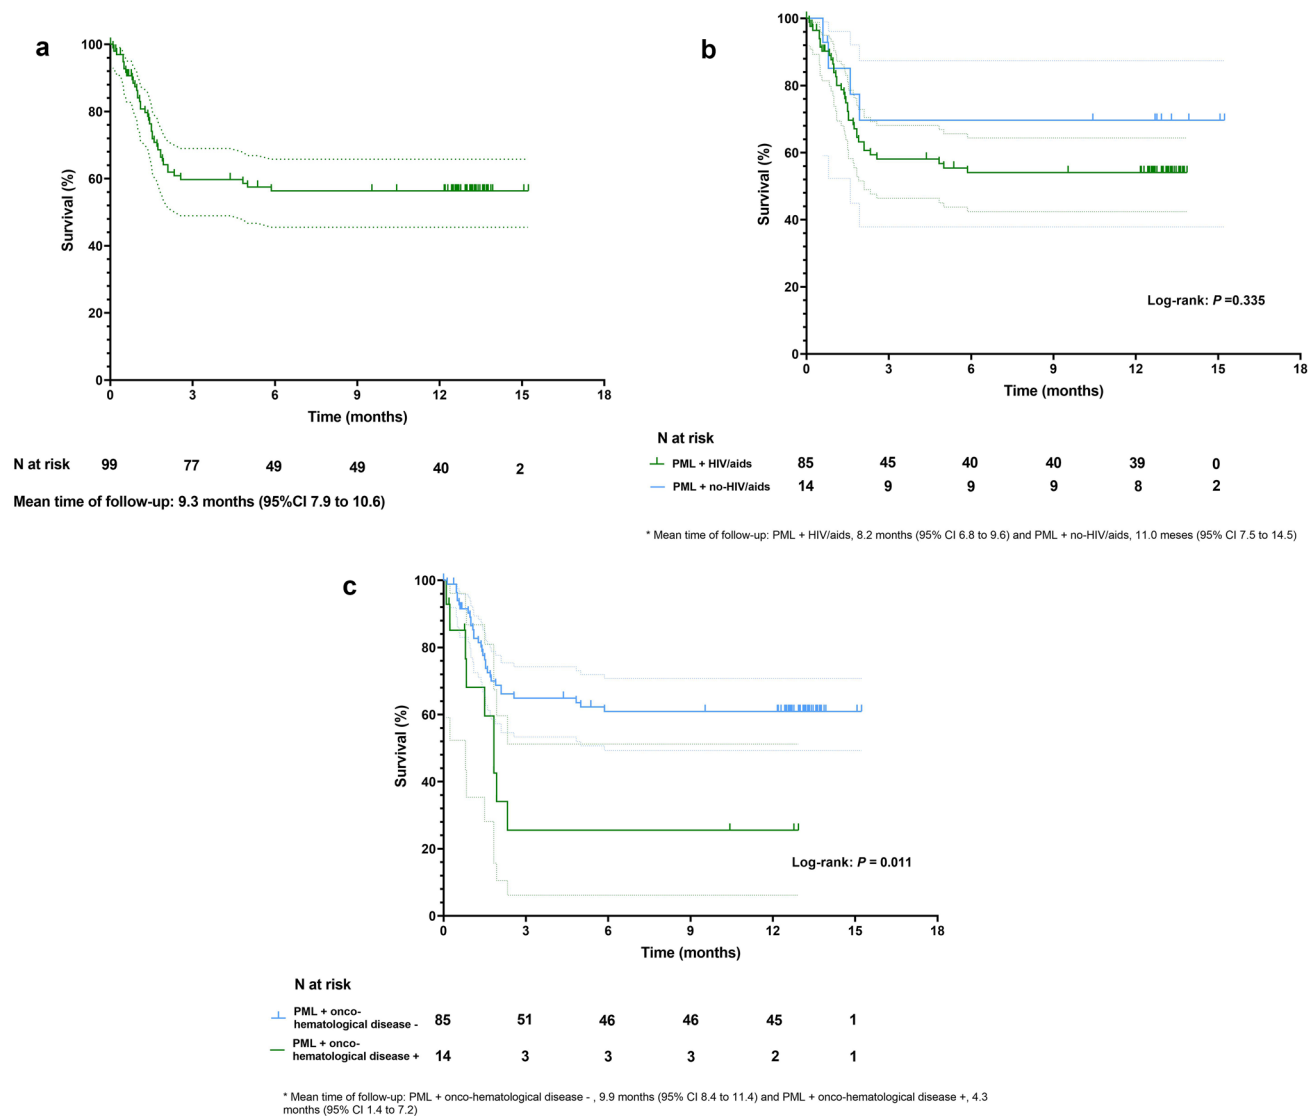 a
100
80
60
40
20
0
Survival (%)
0 3 6 9 12 15 18
Time (months)
N at risk 99 77 49 49 40 2
Mean time of follow-up: 9.3 months (95%CI 7.9 to 10.6)
b
100
80
60
40
20
0
Survival (%)
Log-rank: P =0.335
0 3 6 9 12 15 18
Time (months)
N at risk
PML + HIV/aids 85 45 40 40 39 0
PML + no-HIV/aids 14 9 9 9 8 2
* Mean time of follow-up: PML + HIV/aids, 8.2 months (95% CI 6.8 to 9.6) and PML + no-HIV/aids, 11.0 meses (95% CI 7.5 to 14.5)
c
100
80
60
40
20
0
Survival (%)
Log-rank: P = 0.011
0 3 6 9 12 15 18
Time (months)
N at risk
PML + onco-
hematological disease - 85 51 46 46 45 1
PML + onco-
hematological disease + 14 3 3 3 2 1
* Mean time of follow-up: PML + onco-hematological disease - , 9.9 months (95% CI 8.4 to 11.4) and PML + onco-hematological disease +, 4.3
months (95% CI 1.4 to 7.2)